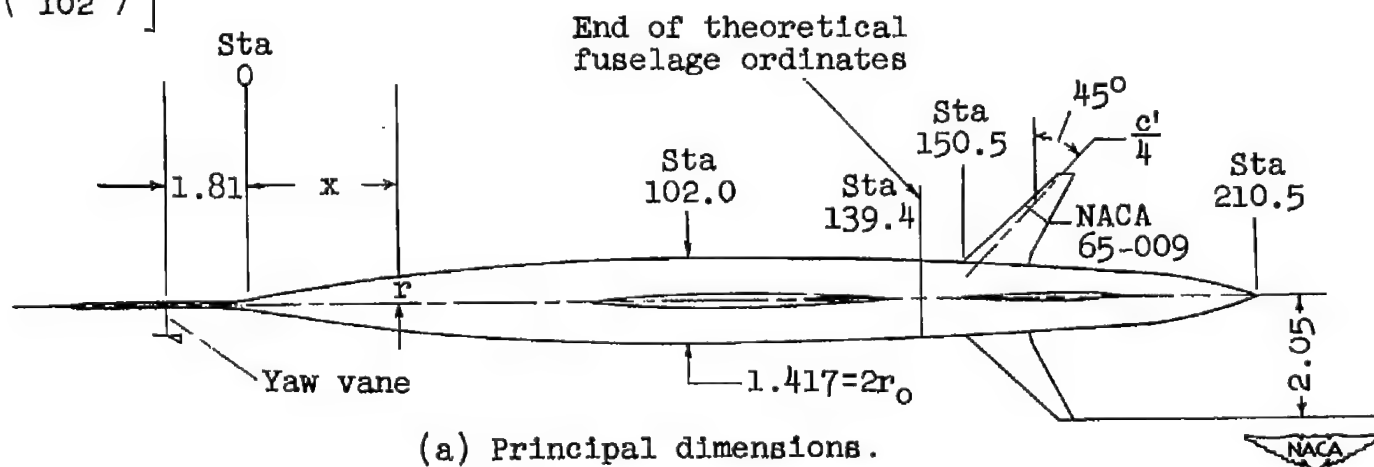 ( 102 ) ]
Sta
0
End of theoretical
fuselage ordinates
45°
Sta
150.5
c'
4
1.81
x
Sta
102.0
Sta
139.4
NACA
65-009
Sta
210.5
r
Yaw vane
1.417=2r₀
2.05
(a) Principal dimensions.
NACA